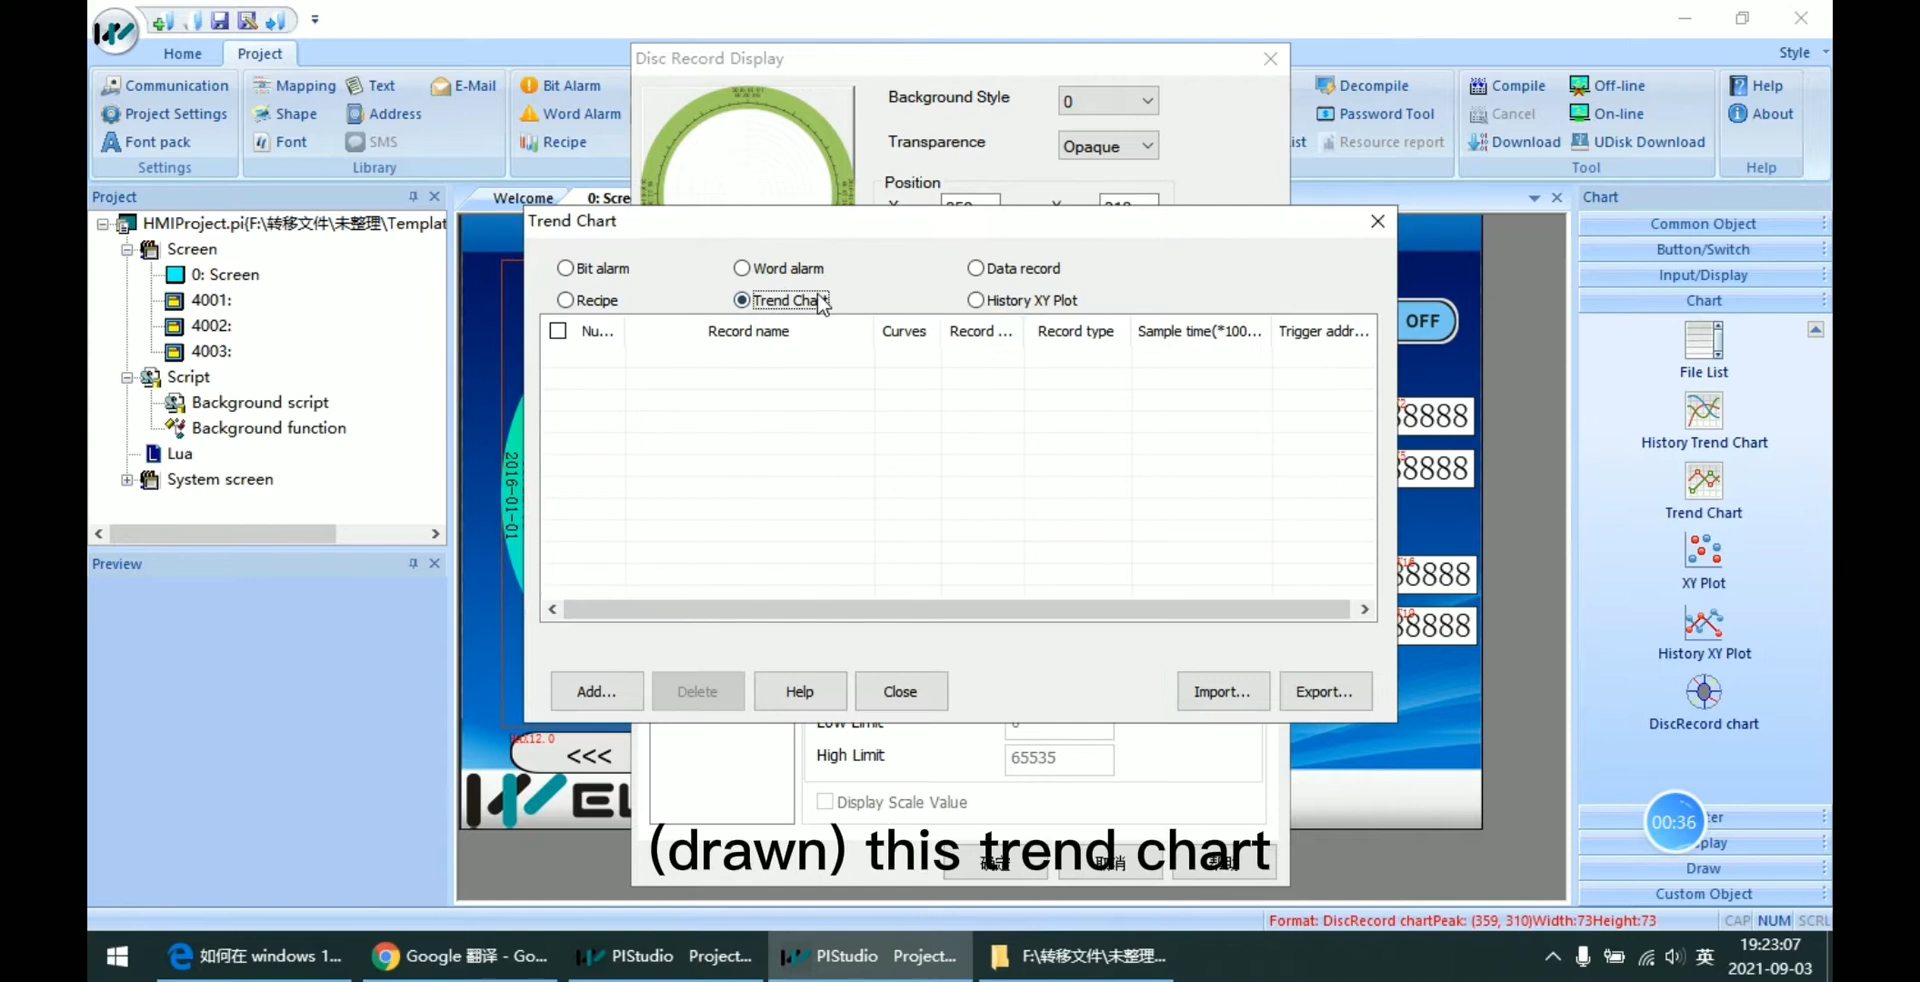 Home
Project
Style
Communication
Mapping
Text
E-Mail
Bit Alarm
Project Settings
Shape
Address
Word Alarm
Font pack
Font
SMS
Recipe
Settings
Library
Disc Record Display
Background Style
0
Transparence
Opaque
Position
Decompile
Password Tool
Resource report
Compile
Off-line
Cancel
On-line
Download
UDisk Download
Tool
Help
About
Help
Project
HMIProject.pi{F:\转移文件\未整理\Templat
Screen
0: Screen
4001:
4002:
4003:
Script
Background script
Background function
Lua
System screen
Preview
Welcome
0: Scre
Trend Chart
Bit alarm
Word alarm
Data record
Recipe
Trend Chart
History XY Plot
Nu...
Record name
Curves
Record ...
Record type
Sample time(*100...
Trigger addr...
Add...
Delete
Help
Close
Import...
Export...
2016-01-01
OFF
88888
88888
88888
88888
<<<
High Limit
65535
Display Scale Value
(drawn) this trend chart
Chart
Common Object
Button/Switch
Input/Display
Chart
File List
History Trend Chart
Trend Chart
XY Plot
History XY Plot
DiscRecord chart
00:36
Draw
Custom Object
Format: DiscRecord chartPeak: (359, 310)Width:73Height:73
CAP NUM SCRL
如何在 windows 1...
Google 翻译 - Go...
PIStudio Project...
PIStudio Project...
F:\转移文件\未整理...
英
19:23:07
2021-09-03